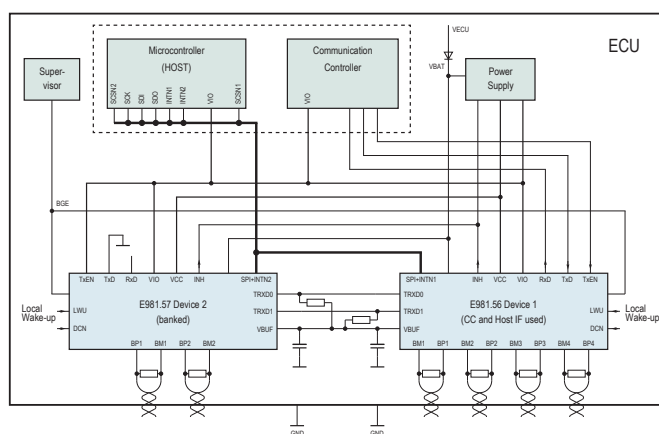 VECU
ECU
Microcontroller
(HOST)
Communication
Controller
VBAT
Super-
visor
Power
Supply
SCSN2
SCK
SDI
SDO
INTN1
INTN2
VIO
SCSN1
VIO
BGE
TxEN
TxD
RxD
VIO
VCC
INH
SPI+INTN2
SPI+INTN1
INH
VCC
VIO
RxD
TxD
TxEN
Local
Wake-up
LWU
DCN
E981.57 Device 2
(banked)
TRXD0
TRXD1
VBUF
TRXD0
TRXD1
VBUF
E981.56 Device 1
(CC and Host IF used)
LWU
DCN
Local
Wake-up
BP1
BM1
BP2
BM2
BM1
BP1
BM2
BP2
BM3
BP3
BM4
BP4
GND
GND